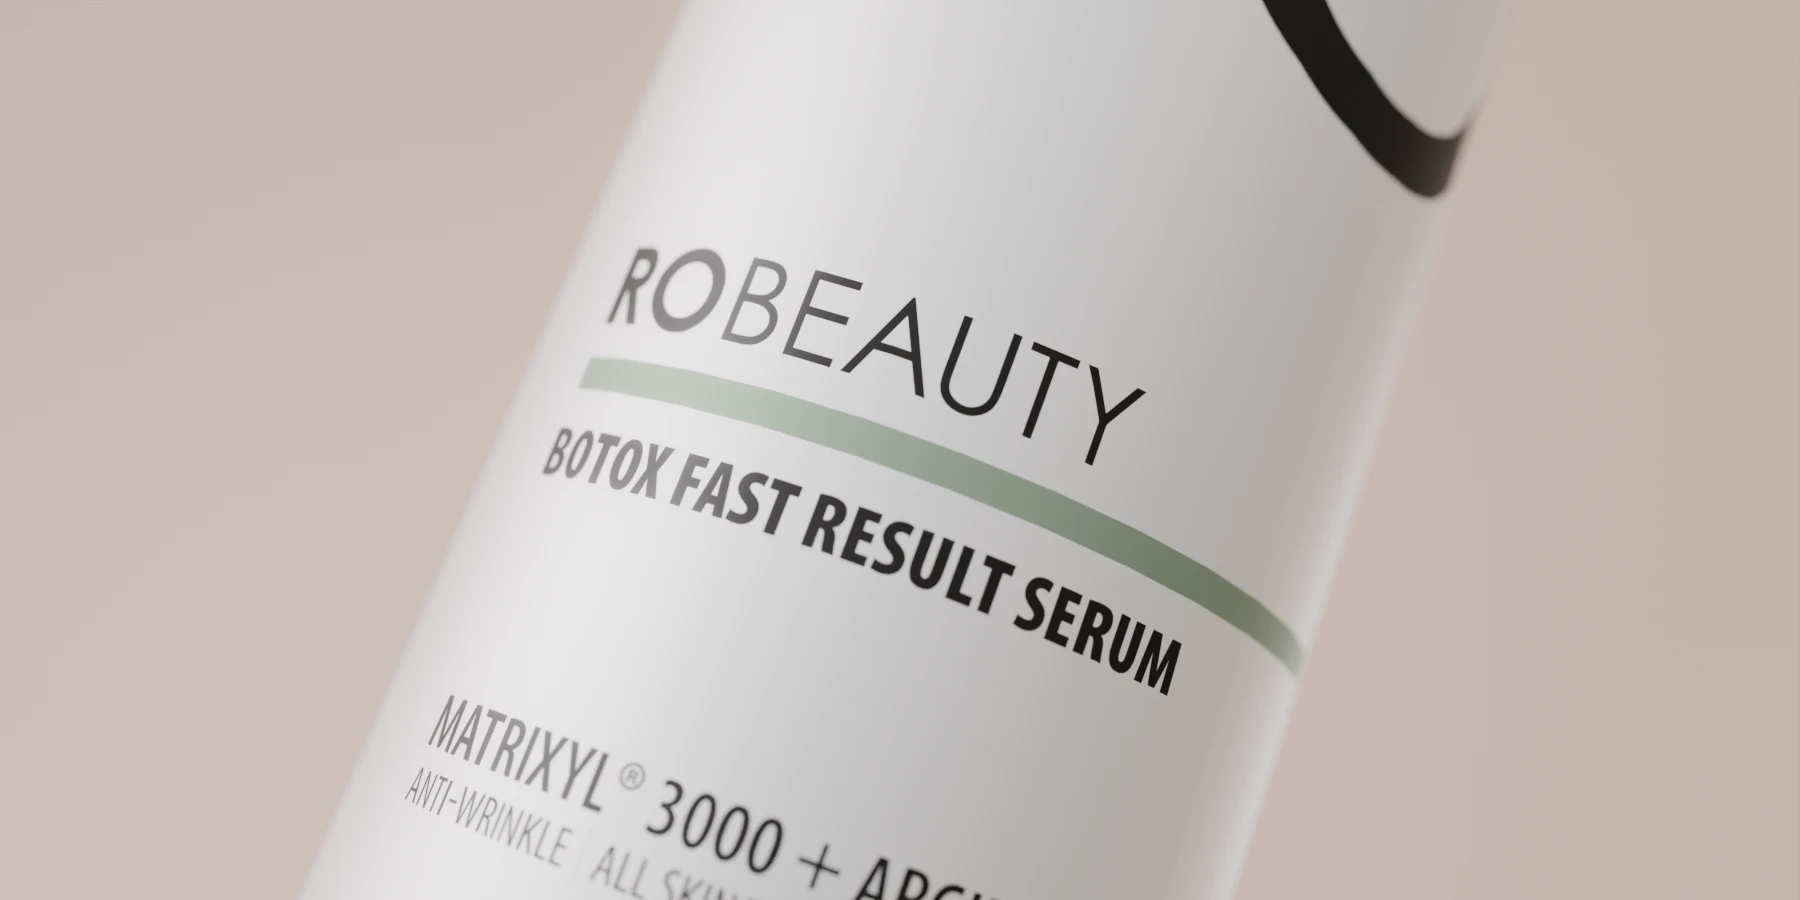 ROBEAUTY
BOTOX FAST RESULT SERUM
MATRIXYL® 3000 +
ANTI-WRINKLE
ALL